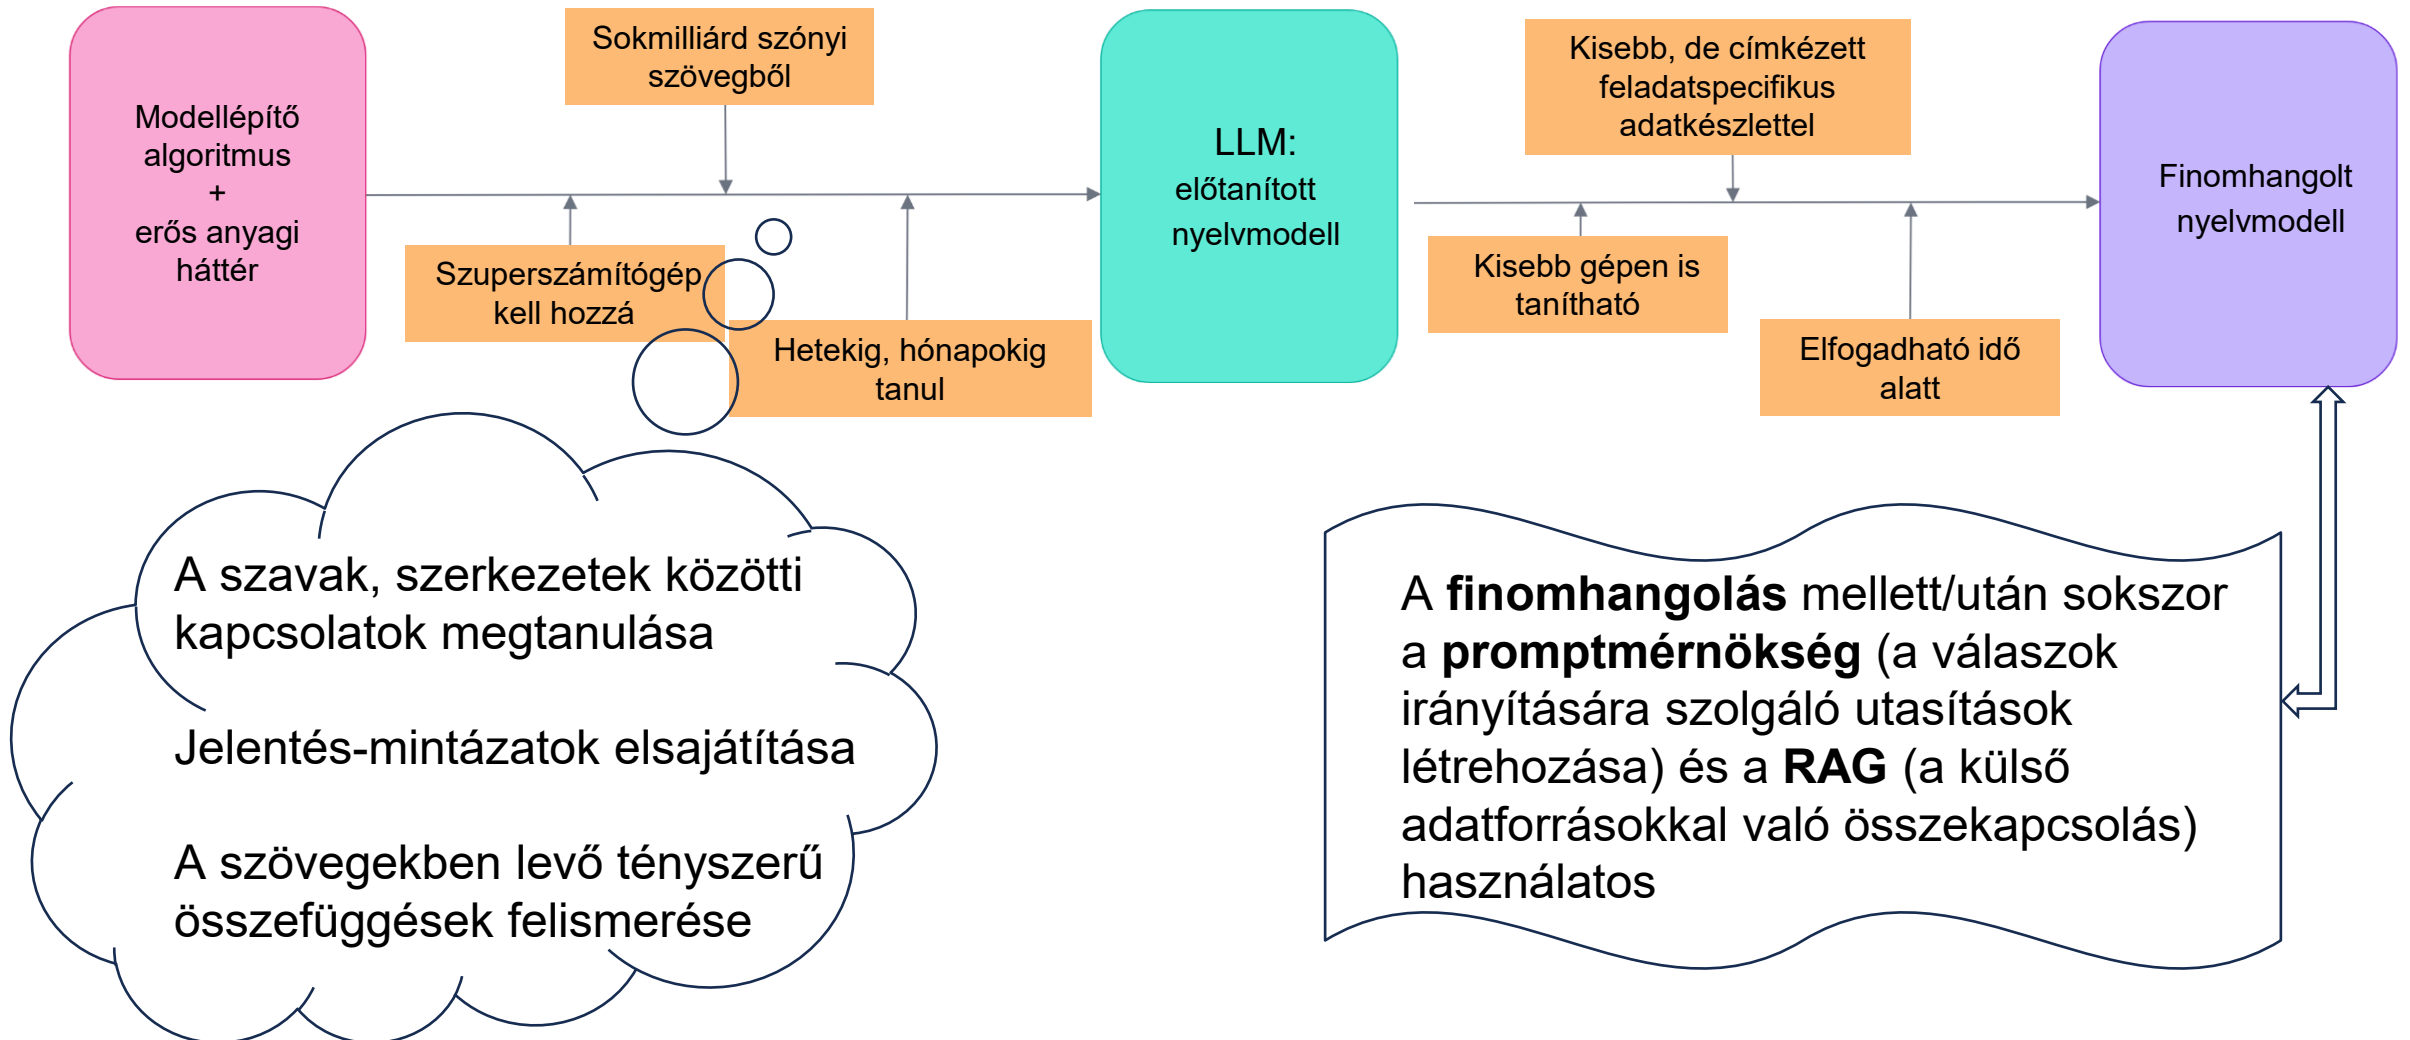 Modellépítő
algoritmus
+
erős anyagi
háttér
Sokmilliárd szónyi
szövegből
Szuperszámítógép
kell hozzá
Hetekig, hónapokig
tanul
LLM:
előtanított
nyelvmodell
Kisebb, de címkézett
feladatspecifikus
adatkészlettel
Kisebb gépen is
tanítható
Elfogadható idő
alatt
Finomhangolt
nyelvmodell
A szavak, szerkezetek közötti
kapcsolatok megtanulása
Jelentés-mintázatok elsajátítása
A szövegekben levő tényszerű
összefüggések felismerése
A finomhangolás mellett/után sokszor
a promptmérnökség (a válaszok
irányítására szolgáló utasítások
létrehozása) és a RAG (a külső
adatforrásokkal való összekapcsolás)
használatos